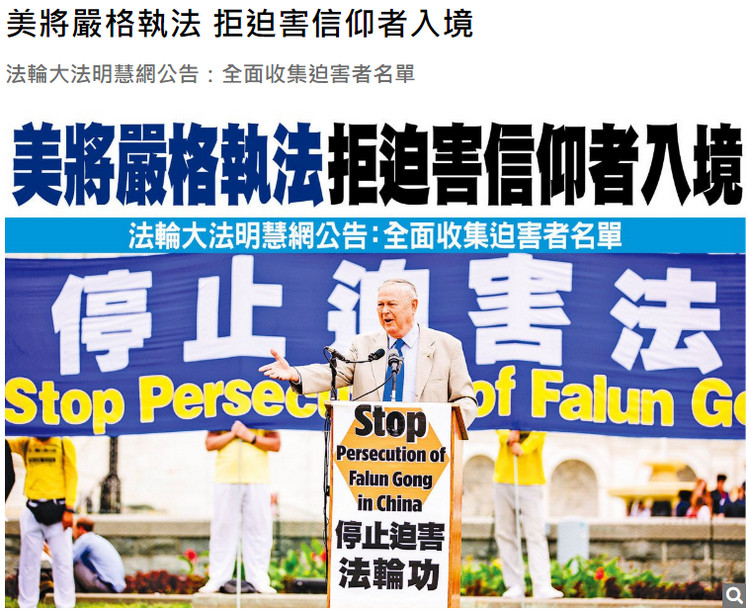 美將嚴格執法 拒迫害信仰者入境
法輪大法明慧網公告：全面收集迫害者名單
美將嚴格執法拒迫害信仰者入境
法輪大法明慧網公告：全面收集迫害者名單
停止迫害法
Stop Persecu of Falun Go
Stop
Persecution of
Falun Gong
in China
停止迫害
法輪功